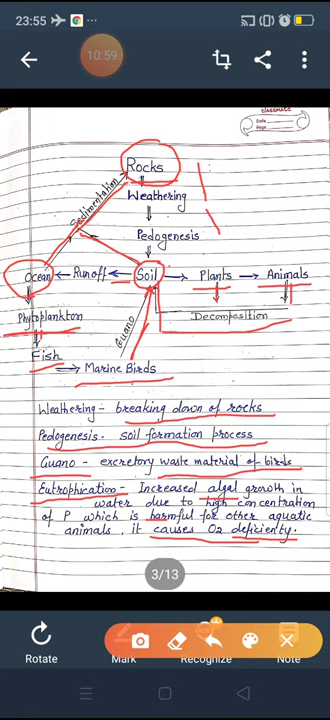 23:55
10:59
classmate
Date
Page
Rocks
Weathering
Sedimentation
Pedogenesis
Ocean ← Runoff ← Soil → Plants → Animals
Phytoplankton
Guano
Decomposition
Fish
Marine Birds
Weathering - breaking down of rocks
Pedogenesis - soil formation process
Guano - excretory waste material of birds
Eutrophication - Increased algal growth in
water due to high concentration
of P which is harmful for other aquatic
animals, it causes O2 deficienty.
3/13
Rotate
Mark
Recognize
Note